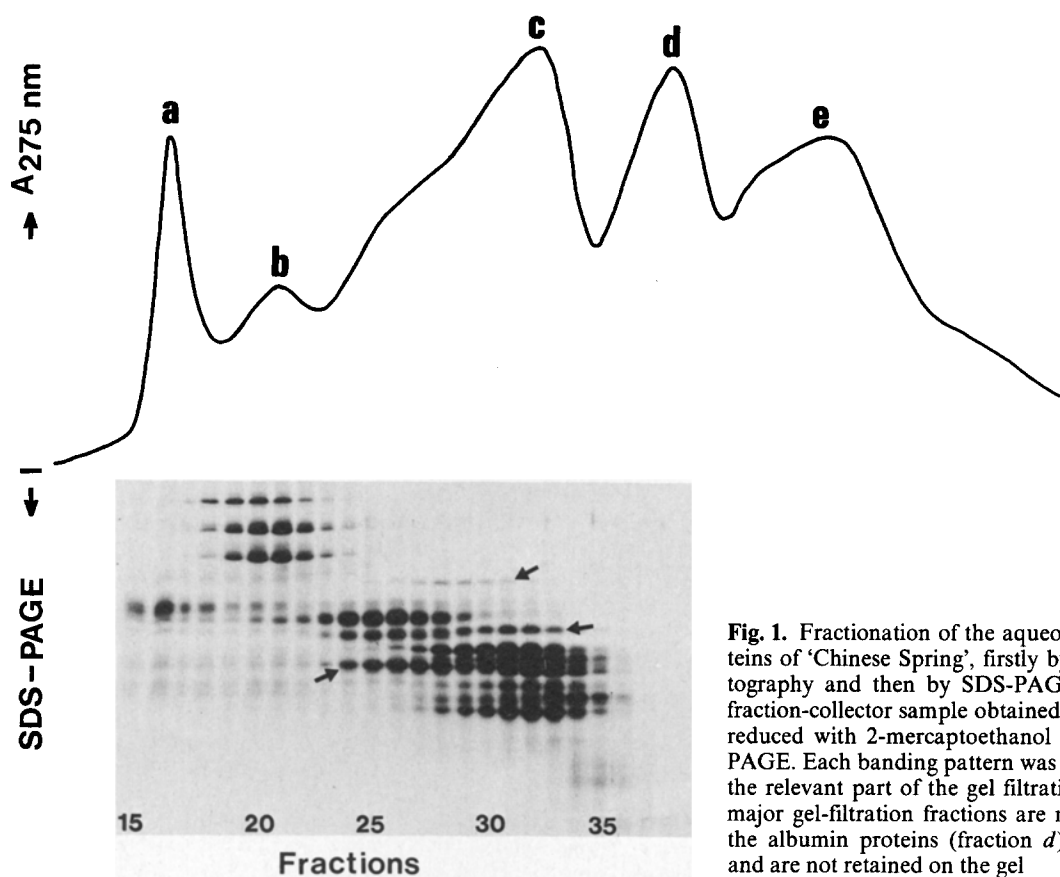 a
b
c
d
e
→ A275 nm
SDS-PAGE ← I
15 20 25 30 35
Fractions
Fig. 1. Fractionation of the aqueo
teins of ‘Chinese Spring’, firstly b
tography and then by SDS-PAG
fraction-collector sample obtained
reduced with 2-mercaptoethanol
PAGE. Each banding pattern was
the relevant part of the gel filtrati
major gel-filtration fractions are r
the albumin proteins (fraction d)
and are not retained on the gel